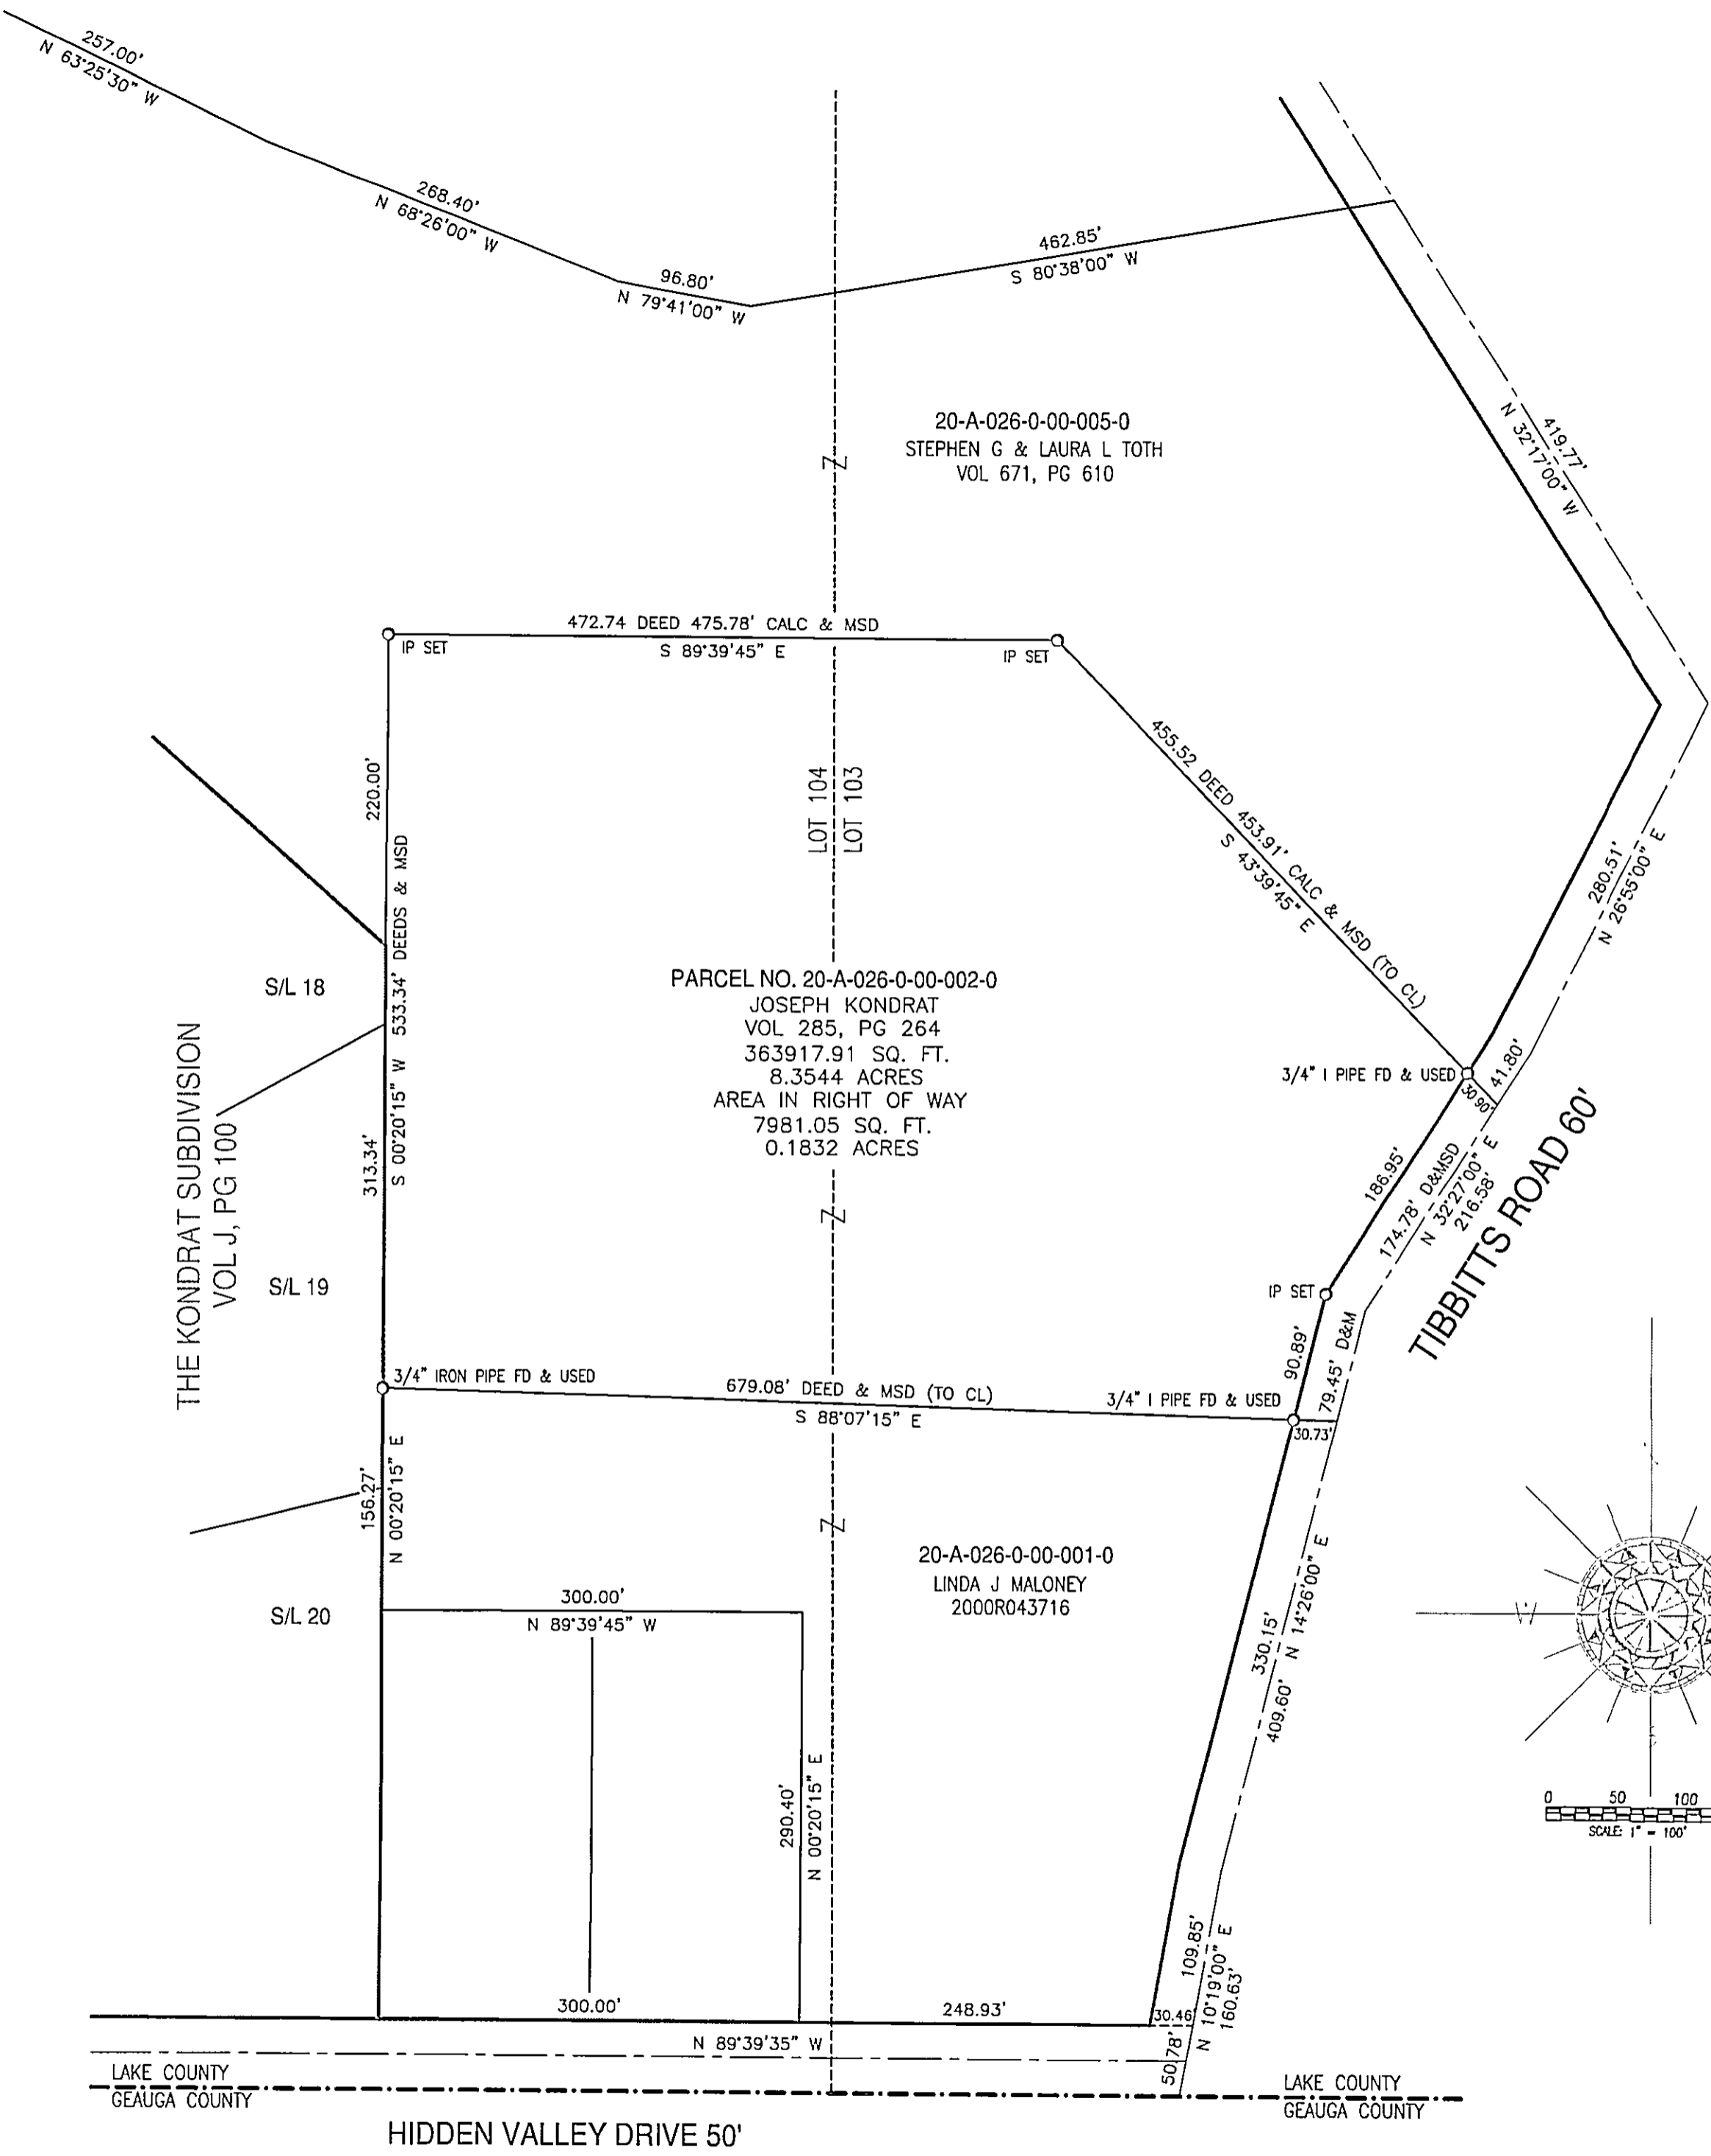 257.00'
N 63°25'30" W
268.40'
N 68°26'00" W
96.80'
N 79°41'00" W
462.85'
S 80°38'00" W
419.77'
N 32°17'00" W
20-A-026-0-00-005-0
STEPHEN G & LAURA L TOTH
VOL 671, PG 610
472.74 DEED 475.78' CALC & MSD
S 89°39'45" E
IP SET
IP SET
220.00'
S 00°20'15" W 533.34' DEEDS & MSD
LOT 104
LOT 103
455.52 DEED 453.91' CALC & MSD (TO CL)
S 43°39'45" E
280.51'
N 26°55'00" E
S/L 18
PARCEL NO. 20-A-026-0-00-002-0
JOSEPH KONDRAT
VOL 285, PG 264
363917.91 SQ. FT.
8.3544 ACRES
AREA IN RIGHT OF WAY
7981.05 SQ. FT.
0.1832 ACRES
THE KONDRAT SUBDIVISION
VOL J, PG 100
313.34'
3/4" I PIPE FD & USED
41.80'
30.90'
186.95'
174.78' D&MSD
N 32°27'00" E
216.58'
TIBBITTS ROAD 60'
S/L 19
IP SET
90.89'
79.45' D&M
3/4" IRON PIPE FD & USED
679.08' DEED & MSD (TO CL)
S 88°07'15" E
3/4" I PIPE FD & USED
30.73'
156.27'
N 00°20'15" E
20-A-026-0-00-001-0
LINDA J MALONEY
2000R043716
S/L 20
300.00'
N 89°39'45" W
330.15'
409.60' N 14°26'00" E
W
290.40'
N 00°20'15" E
0 50 100
SCALE: 1" = 100'
109.85'
N 10°19'00" E
160.63'
300.00'
248.93'
30.46
N 89°39'35" W
50.78'
LAKE COUNTY
GEAUGA COUNTY
LAKE COUNTY
GEAUGA COUNTY
HIDDEN VALLEY DRIVE 50'